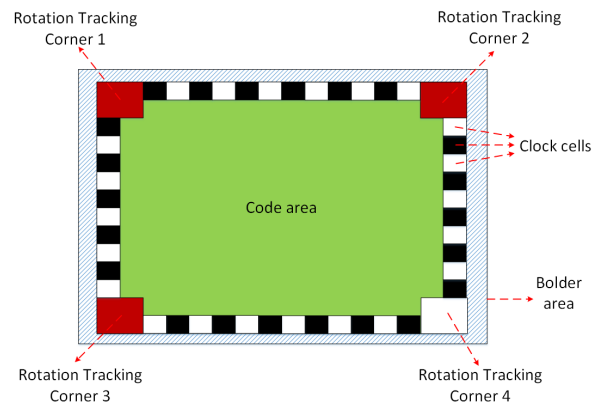 Rotation Tracking
Corner 1
Rotation Tracking
Corner 2
Clock cells
Code area
Bolder
area
Rotation Tracking
Corner 3
Rotation Tracking
Corner 4